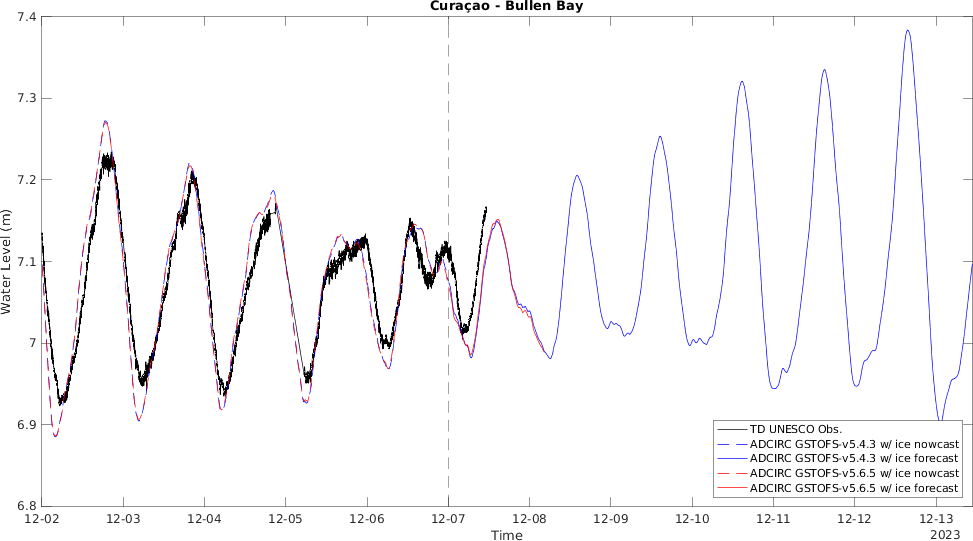 Curaçao - Bullen Bay
7.4
7.3
7.2
7.1
7
6.9
6.8
Water Level (m)
TD UNESCO Obs.
ADCIRC GSTOFS-v5.4.3 w/ ice nowcast
ADCIRC GSTOFS-v5.4.3 w/ ice forecast
ADCIRC GSTOFS-v5.6.5 w/ ice nowcast
ADCIRC GSTOFS-v5.6.5 w/ ice forecast
12-02 12-03 12-04 12-05 12-06 12-07 12-08 12-09 12-10 12-11 12-12 12-13
Time 2023